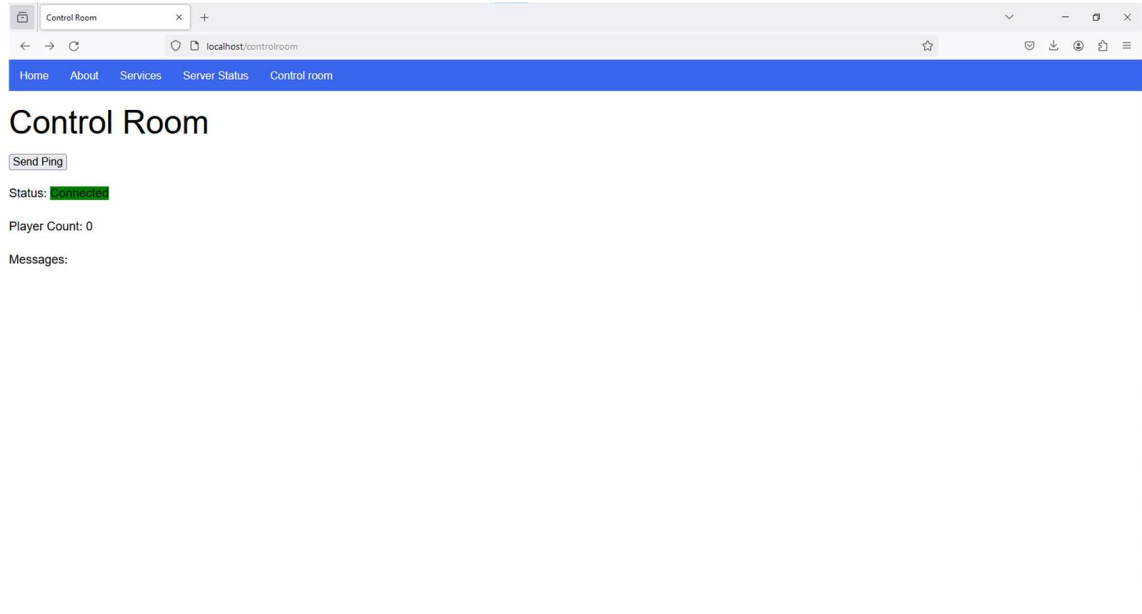 Control Room
localhost/controlroom
Home About Services Server Status Control room
Control Room
Send Ping
Status: Connected
Player Count: 0
Messages: